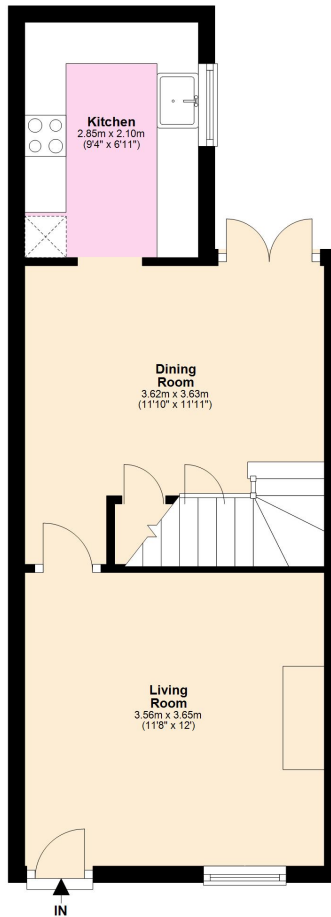 Kitchen
2.85m x 2.10m
(9'4" x 6'11")
Dining
Room
3.62m x 3.63m
(11'10" x 11'11")
Living
Room
3.56m x 3.65m
(11'8" x 12')
IN